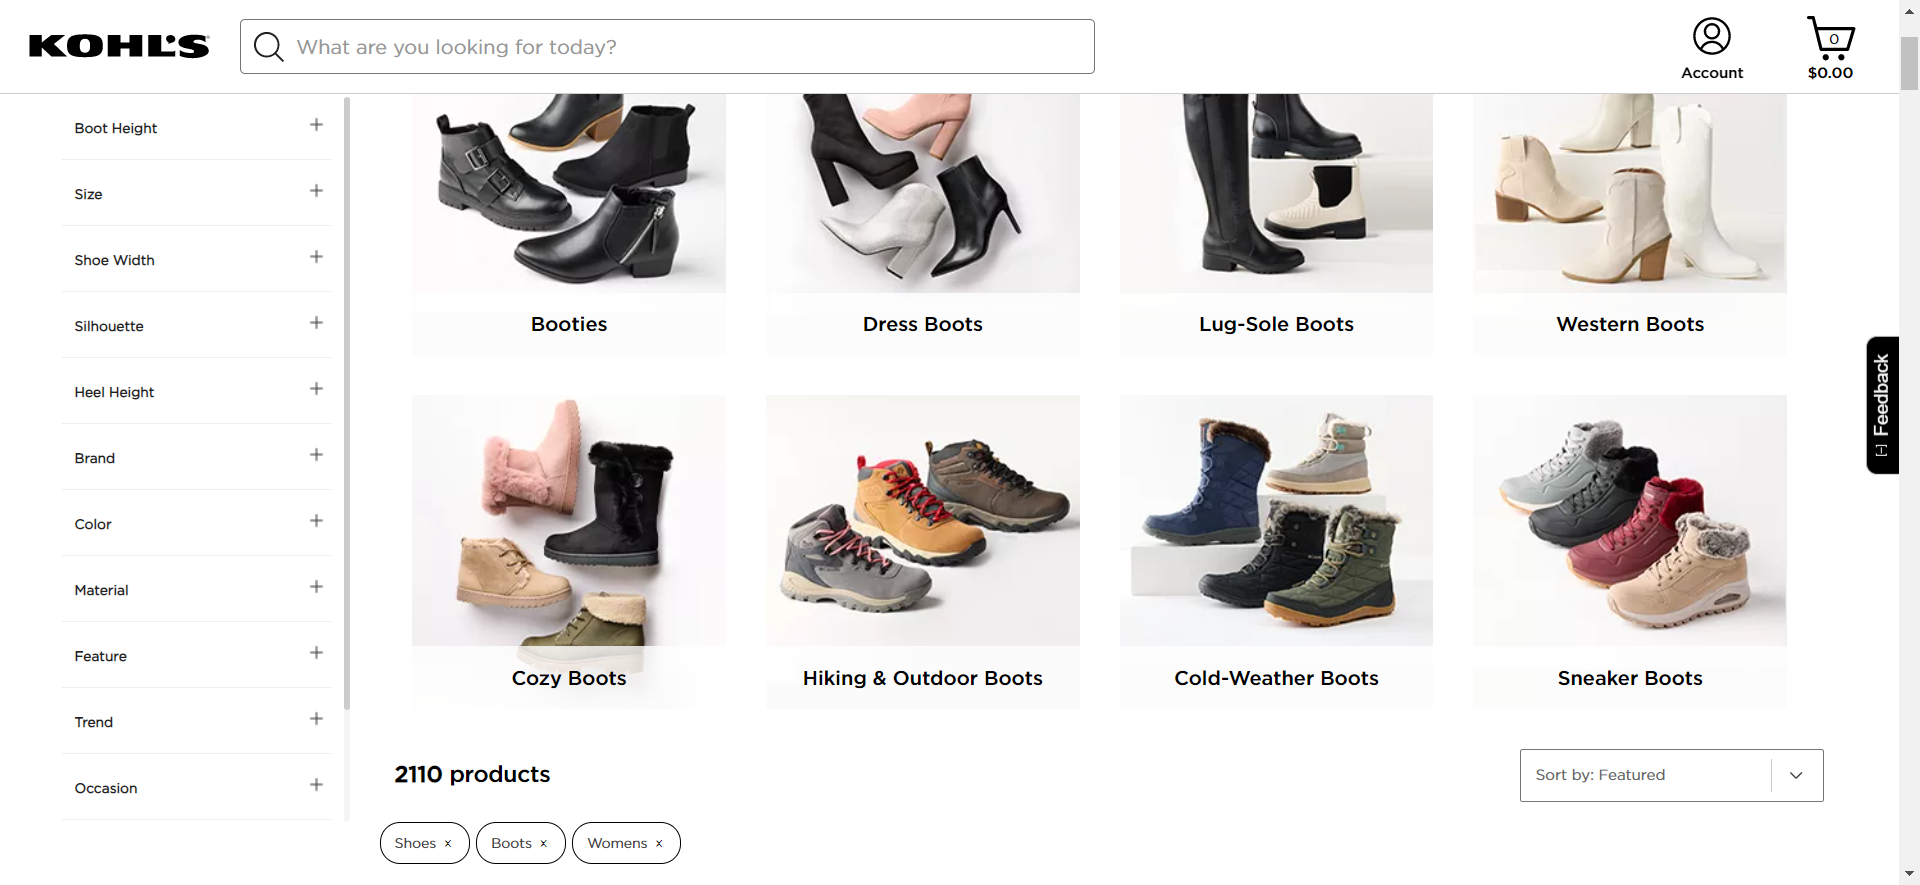 KOHL'S
What are you looking for today?
Account
0
$0.00
Boot Height
Size
Shoe Width
Silhouette
Heel Height
Brand
Color
Material
Feature
Trend
Occasion
Booties
Dress Boots
Lug-Sole Boots
Western Boots
Cozy Boots
Hiking & Outdoor Boots
Cold-Weather Boots
Sneaker Boots
[-] Feedback
2110 products
Sort by: Featured
Shoes x
Boots x
Womens x